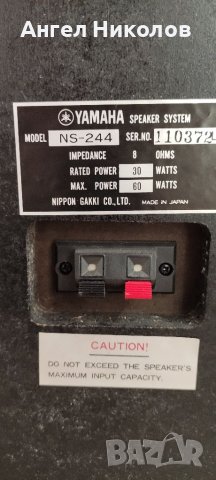 Ангел Николов
YAMAHA SPEAKER SYSTEM
MODEL NS-244 SER.NO. 110372
IMPEDANCE 8 OHMS
RATED POWER 30 WATTS
MAX. POWER 60 WATTS
NIPPON GAKKI CO., LTD. MADE IN JAPAN
CAUTION!
DO NOT EXCEED THE SPEAKER'S
MAXIMUM INPUT CAPACITY.
BAZAR